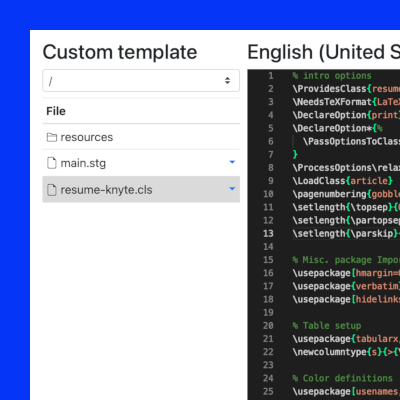 Custom template
/
File
resources
main.stg
resume-knyte.cls
English (United S
1 % intro options
2 \ProvidesClass{resume
3 \NeedsTeXFormat{LaTeX
4 \DeclareOption{print}
5 \DeclareOption*{%
6 \PassOptionsToClass
7 }
8 \ProcessOptions\relax
9 \LoadClass{article}
10 \pagenumbering{gobble
11 \setlength{\topsep}{
12 \setlength{\partopsep
13 \setlength{\parskip}{
14
15 % Misc. package Impor
16 \usepackage[hmargin=
17 \usepackage{verbatim}
18 \usepackage[hidelinks
19
20 % Table setup
21 \usepackage{tabularx,
22 \newcolumntype{s}{>{\
23
24 % Color definitions
25 \usepackage[usenames,